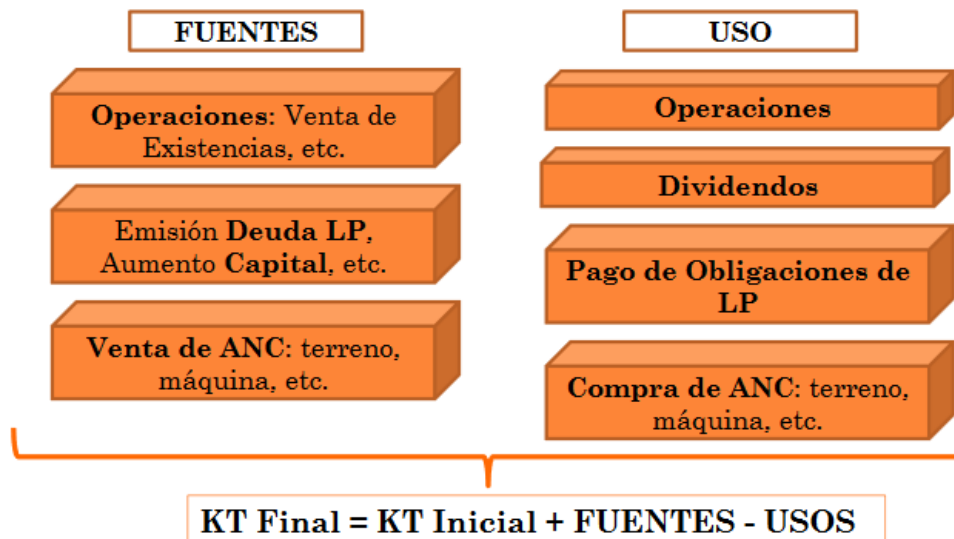 FUENTES
Operaciones: Venta de
Existencias, etc.
Emisión Deuda LP,
Aumento Capital, etc.
Venta de ANC: terreno,
máquina, etc.
USO
Operaciones
Dividendos
Pago de Obligaciones de
LP
Compra de ANC: terreno,
máquina, etc.
KT Final = KT Inicial + FUENTES - USOS